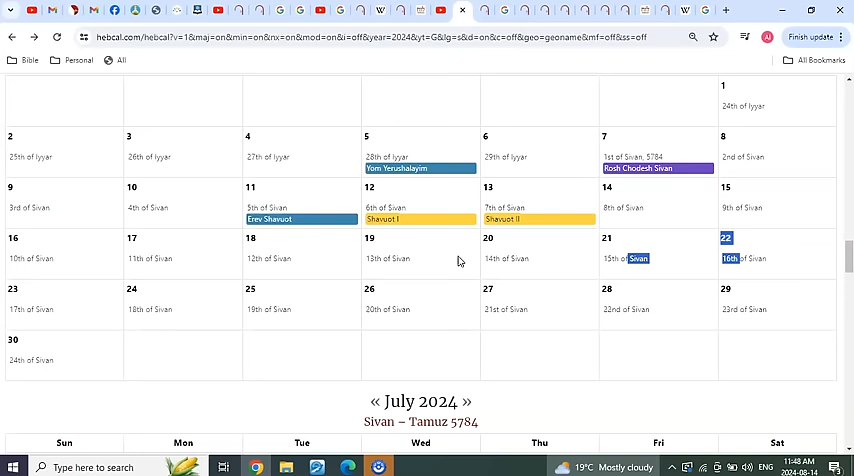 hebcal.com/hebcal?v=1&maj=on&min=on&nx=on&mod=on&i=off&year=2024&yt=G&lg=s&d=on&c=off&geo=geoname&mf=off&ss=off
AI
Finish update
Bible
Personal
All
All Bookmarks
1
24th of Iyyar
2 3 4 5 6 7 8
25th of Iyyar 26th of Iyyar 27th of Iyyar 28th of Iyyar 29th of Iyyar 1st of Sivan, 5784 2nd of Sivan
Yom Yerushalayim Rosh Chodesh Sivan
9 10 11 12 13 14 15
3rd of Sivan 4th of Sivan 5th of Sivan 6th of Sivan 7th of Sivan 8th of Sivan 9th of Sivan
Erev Shavuot Shavuot I Shavuot II
16 17 18 19 20 21 22
10th of Sivan 11th of Sivan 12th of Sivan 13th of Sivan 14th of Sivan 15th of Sivan 16th of Sivan
23 24 25 26 27 28 29
17th of Sivan 18th of Sivan 19th of Sivan 20th of Sivan 21st of Sivan 22nd of Sivan 23rd of Sivan
30
24th of Sivan
« July 2024 »
Sivan – Tamuz 5784
Sun Mon Tue Wed Thu Fri Sat
Type here to search
19°C Mostly cloudy
ENG
11:48 AM
2024-08-14